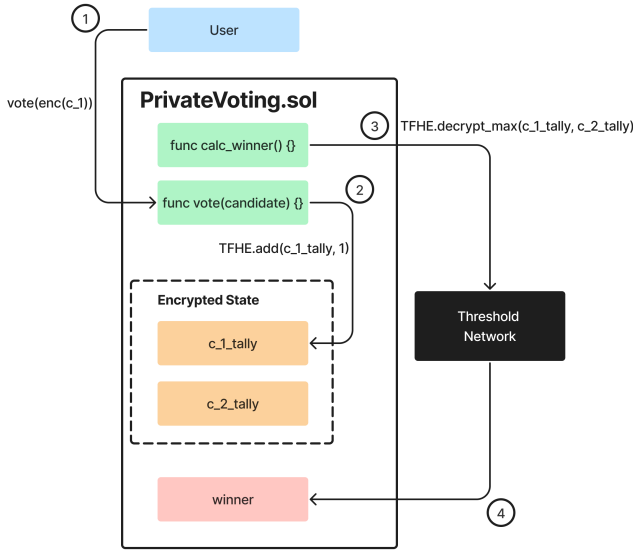 1
User
vote(enc(c_1))
PrivateVoting.sol
3
TFHE.decrypt_max(c_1_tally, c_2_tally)
func calc_winner() {}
2
func vote(candidate) {}
TFHE.add(c_1_tally, 1)
Encrypted State
Threshold
Network
c_1_tally
c_2_tally
winner
4